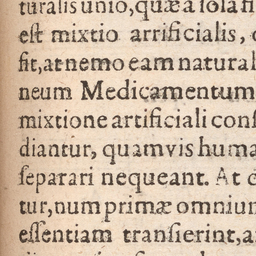 turalis unio, quæ a ſola
eſt mixtio artificialis,
fit, at nemo eam natural
neum Medicamentum
mixtione artificiali conſ
diantur, quamvis huma
ſeparari nequeant. At
tur, num primæ omniun
eſſentiam tranſierint, a